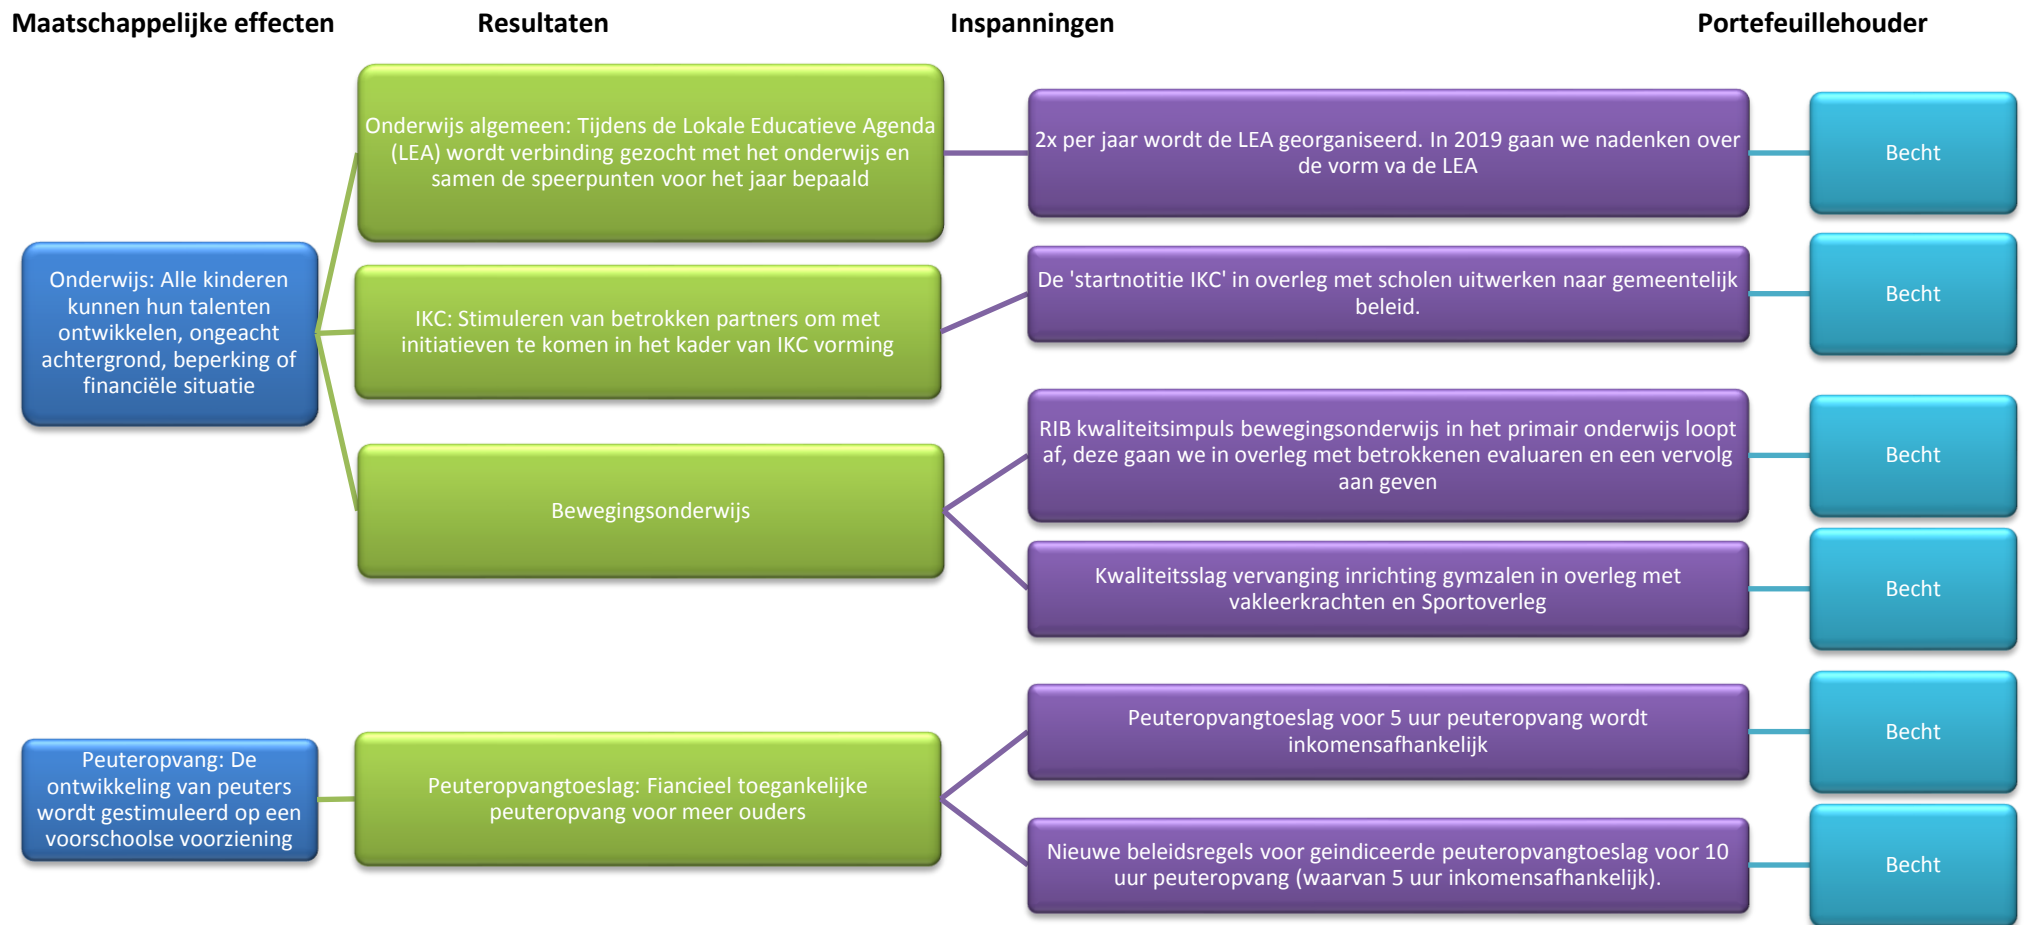 Maatschappelijke effecten
Resultaten
Inspanningen
Portefeuillehouder
Onderwijs: Alle kinderen
kunnen hun talenten
ontwikkelen, ongeacht
achtergrond, beperking of
financiële situatie
Onderwijs algemeen: Tijdens de Lokale Educatieve Agenda
(LEA) wordt verbinding gezocht met het onderwijs en
samen de speerpunten voor het jaar bepaald
2x per jaar wordt de LEA georganiseerd. In 2019 gaan we nadenken over
de vorm va de LEA
Becht
IKC: Stimuleren van betrokken partners om met
initiatieven te komen in het kader van IKC vorming
De 'startnotitie IKC' in overleg met scholen uitwerken naar gemeentelijk
beleid.
Becht
Bewegingsonderwijs
RIB kwaliteitsimpuls bewegingsonderwijs in het primair onderwijs loopt
af, deze gaan we in overleg met betrokkenen evaluaren en een vervolg
aan geven
Becht
Kwaliteitsslag vervanging inrichting gymzalen in overleg met
vakleerkrachten en Sportoverleg
Becht
Peuteropvang: De
ontwikkeling van peuters
wordt gestimuleerd op een
voorschoolse voorziening
Peuteropvangtoeslag: Fiancieel toegankelijke
peuteropvang voor meer ouders
Peuteropvangtoeslag voor 5 uur peuteropvang wordt
inkomensafhankelijk
Becht
Nieuwe beleidsregels voor geindiceerde peuteropvangtoeslag voor 10
uur peuteropvang (waarvan 5 uur inkomensafhankelijk).
Becht